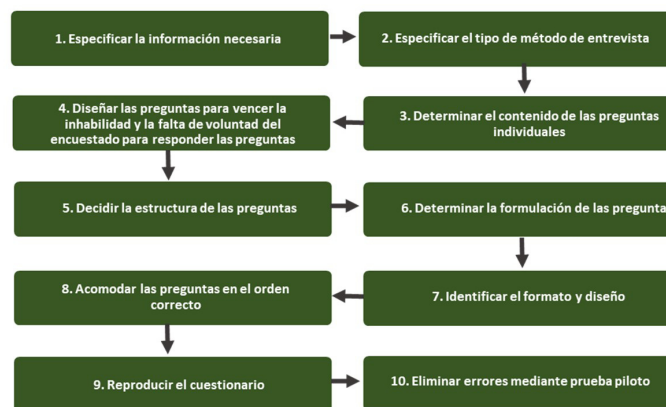 1. Especificar la información necesaria
2. Especificar el tipo de método de entrevista
3. Determinar el contenido de las preguntas
individuales
4. Diseñar las preguntas para vencer la
inhabilidad y la falta de voluntad del
encuestado para responder las preguntas
5. Decidir la estructura de las preguntas
6. Determinar la formulación de las pregunta
7. Identificar el formato y diseño
8. Acomodar las preguntas en el orden
correcto
9. Reproducir el cuestionario
10. Eliminar errores mediante prueba piloto